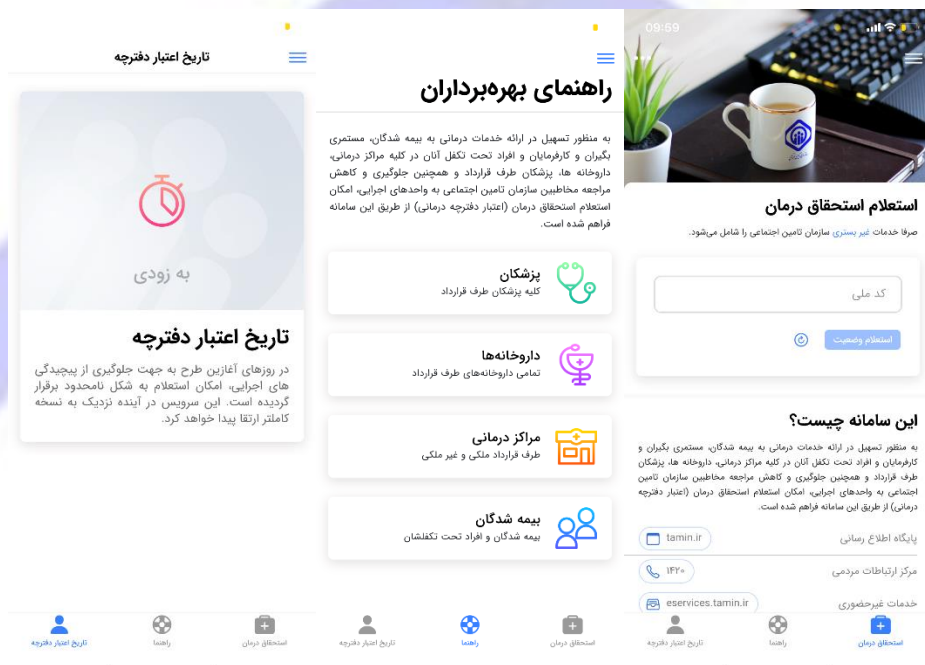 09:59
استعلام استحقاق درمان
صرفا خدمات غیر بستری سازمان تامین اجتماعی را شامل می‌شود.
کد ملی
استعلام وضعیت
این سامانه چیست؟
به منظور تسهیل در ارائه خدمات درمانی به بیمه شدگان، مستمری بگیران و
کارفرمایان و افراد تحت تکفل آنان در کلیه مراکز درمانی، داروخانه ها، پزشکان
طرف قرارداد و همچنین جلوگیری و کاهش مراجعه مخاطبین سازمان تامین
اجتماعی به واحدهای اجرایی، امکان استعلام استحقاق درمان (اعتبار دفترچه
درمانی) از طریق این سامانه فراهم شده است.
پایگاه اطلاع رسانی
tamin.ir
مرکز ارتباطات مردمی
۱۴۲۰
خدمات غیرحضوری
eservices.tamin.ir
استحقاق درمان
راهنما
تاریخ اعتبار دفترچه
راهنمای بهره‌برداران
به منظور تسهیل در ارائه خدمات درمانی به بیمه شدگان، مستمری
بگیران و کارفرمایان و افراد تحت تکفل آنان در کلیه مراکز درمانی،
داروخانه ها، پزشکان طرف قرارداد و همچنین جلوگیری و کاهش
مراجعه مخاطبین سازمان تامین اجتماعی به واحدهای اجرایی، امکان
استعلام استحقاق درمان (اعتبار دفترچه درمانی) از طریق این سامانه
فراهم شده است.
پزشکان
کلیه پزشکان طرف قرارداد
داروخانه‌ها
تمامی داروخانه‌های طرف قرارداد
مراکز درمانی
طرف قرارداد ملکی و غیر ملکی
بیمه شدگان
بیمه شدگان و افراد تحت تکفلشان
استحقاق درمان
راهنما
تاریخ اعتبار دفترچه
تاریخ اعتبار دفترچه
به زودی
تاریخ اعتبار دفترچه
در روزهای آغازین طرح به جهت جلوگیری از پیچیدگی
های اجرایی، امکان استعلام به شکل نامحدود برقرار
گردیده است. این سرویس در آینده نزدیک به نسخه
کاملتر ارتقا پیدا خواهد کرد.
استحقاق درمان
راهنما
تاریخ اعتبار دفترچه